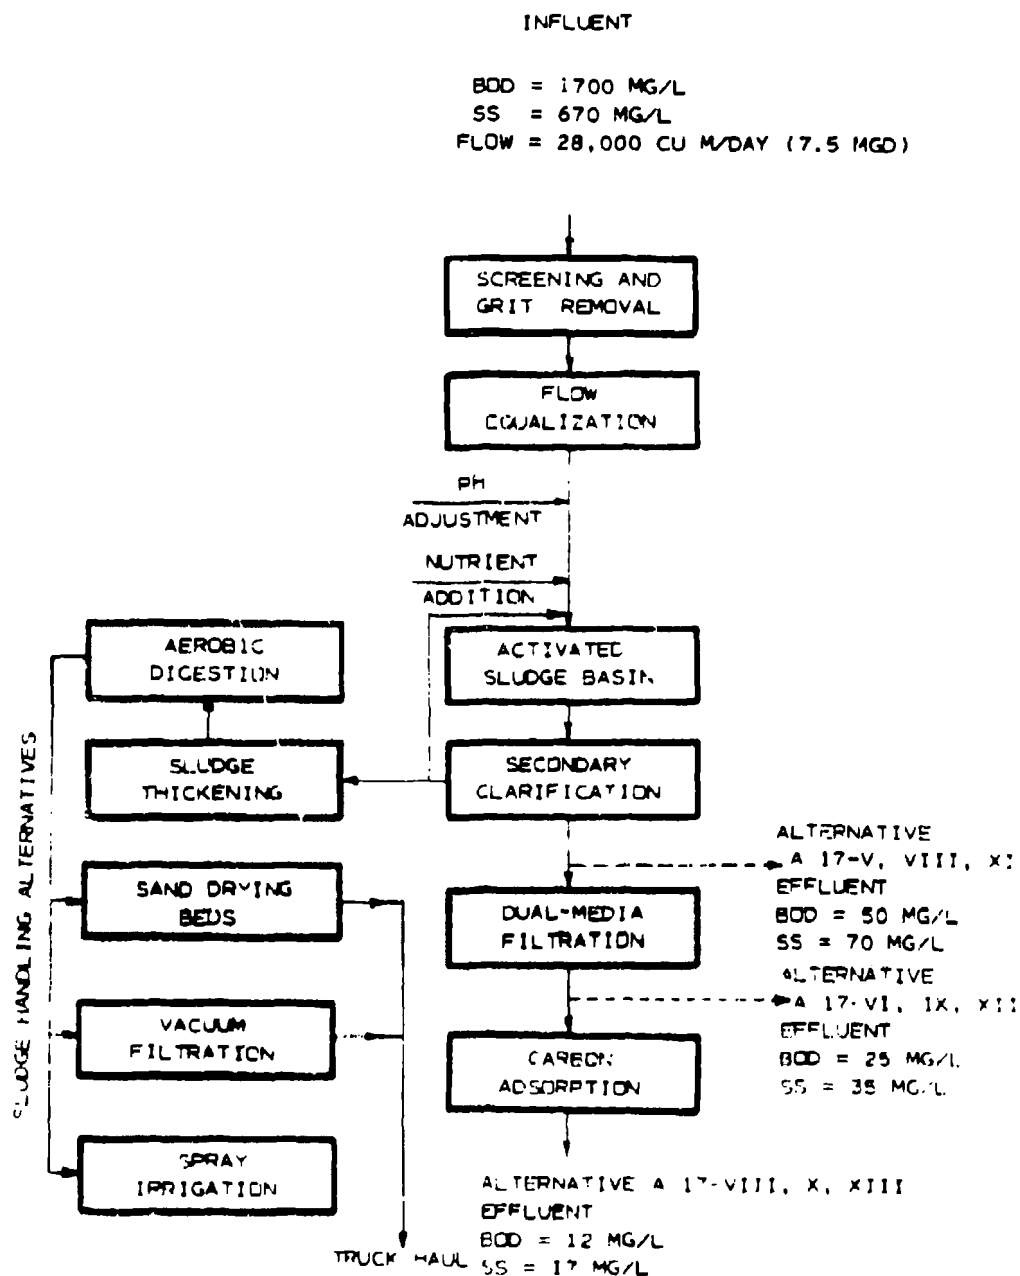 INFLUENT
BOD = 1700 MG/L
SS = 670 MG/L
FLOW = 28,000 CU M/DAY (7.5 MGD)
SCREENING AND
GRIT REMOVAL
FLOW
EQUALIZATION
PH
ADJUSTMENT
NUTRIENT
ADDITION
AEROBIC
DIGESTION
ACTIVATED
SLUDGE BASIN
SLUDGE
THICKENING
SECONDARY
CLARIFICATION
SLUDGE HANDLING ALTERNATIVES
ALTERNATIVE
A 17-V, VIII, XI
EFFLUENT
BOD = 50 MG/L
SS = 70 MG/L
SAND DRYING
BEDS
DUAL-MEDIA
FILTRATION
ALTERNATIVE
A 17-VI, IX, XII
EFFLUENT
BOD = 25 MG/L
SS = 35 MG/L
VACUUM
FILTRATION
CARBON
ADSORPTION
SPRAY
IRRIGATION
ALTERNATIVE A 17-VIII, X, XIII
EFFLUENT
BOD = 12 MG/L
SS = 17 MG/L
TRUCK HAUL